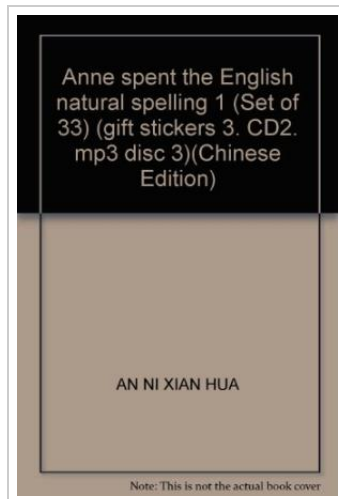 Anne spent the English
natural spelling 1 (Set of
33) (gift stickers 3. CD2.
mp3 disc 3)(Chinese
Edition)
AN NI XIAN HUA
Note: This is not the actual book cover